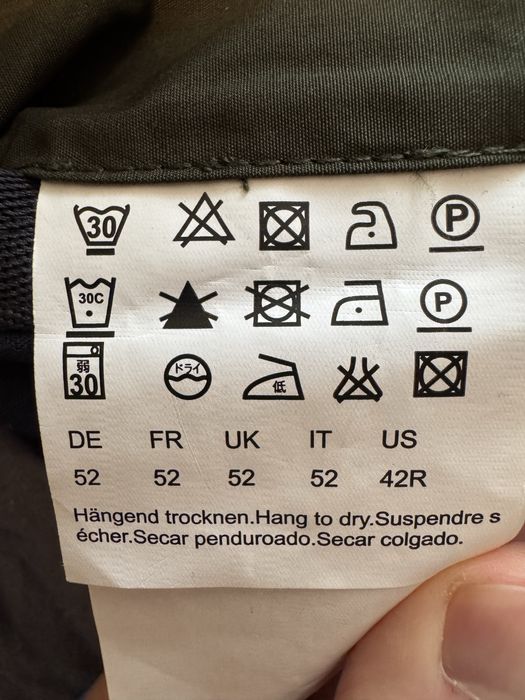 30 P
30C P
弱 30 ドライ 低
DE FR UK IT US
52 52 52 52 42R
Hängend trocknen.Hang to dry.Suspendre s
écher.Secar penduroado.Secar colgado.